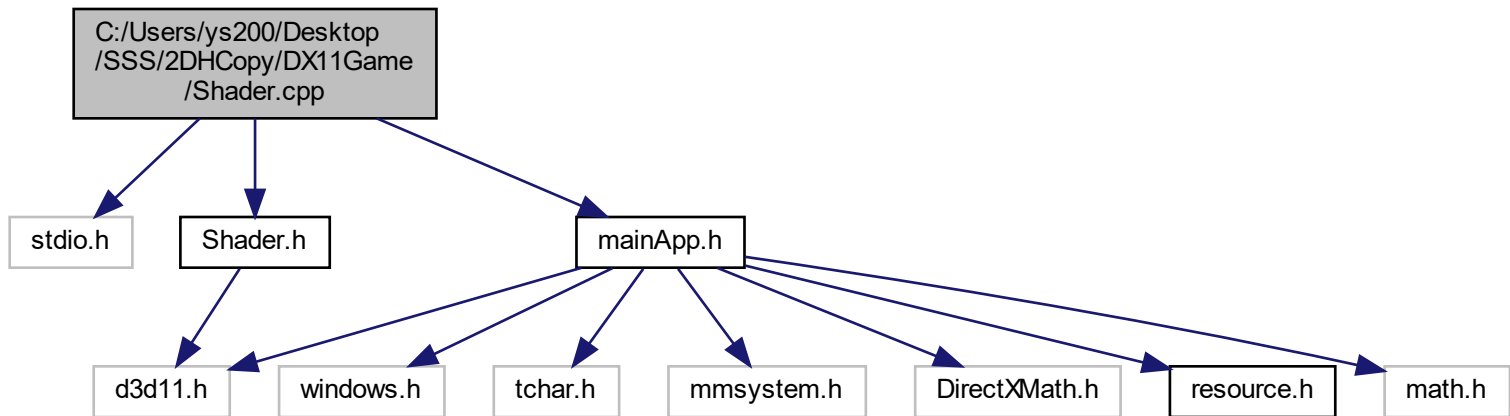 C:/Users/ys200/Desktop
/SSS/2DHCopy/DX11Game
/Shader.cpp
stdio.h
Shader.h
mainApp.h
d3d11.h
windows.h
tchar.h
mmsystem.h
DirectXMath.h
resource.h
math.h